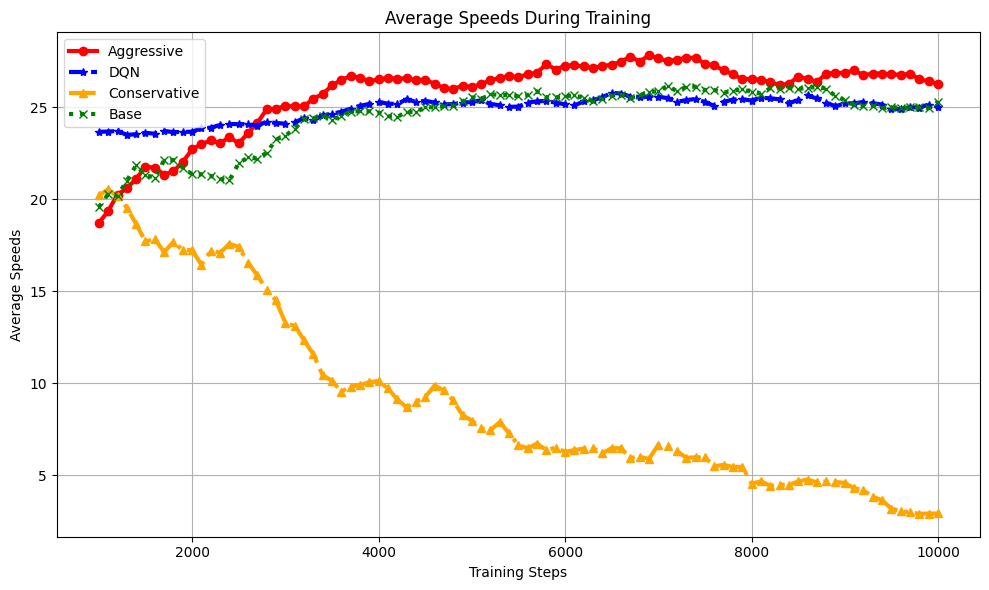 Average Speeds During Training
Aggressive
DQN
Conservative
Base
Average Speeds
25
20
15
10
5
2000 4000 6000 8000 10000
Training Steps